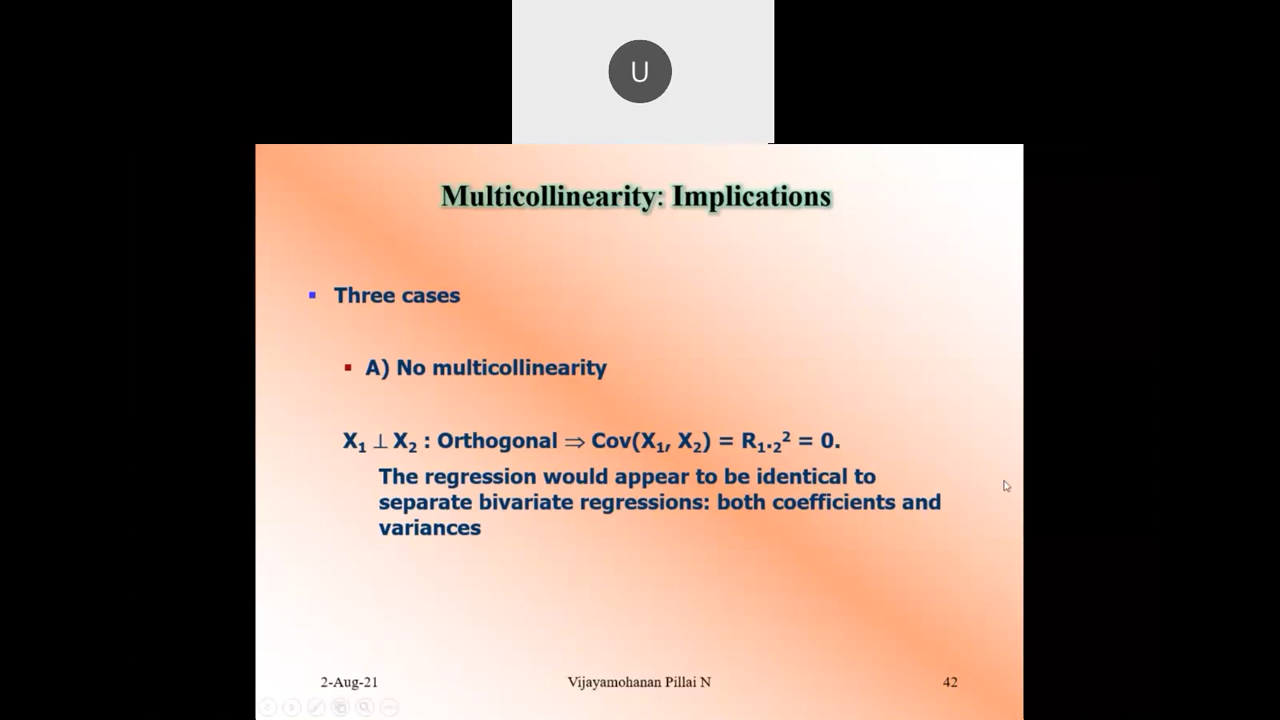 U
Multicollinearity: Implications
▪ Three cases
▪ A) No multicollinearity
X₁ ⊥ X₂ : Orthogonal ⇒ Cov(X₁, X₂) = R₁.₂² = 0.
The regression would appear to be identical to
separate bivariate regressions: both coefficients and
variances
2-Aug-21
Vijayamohanan Pillai N
42